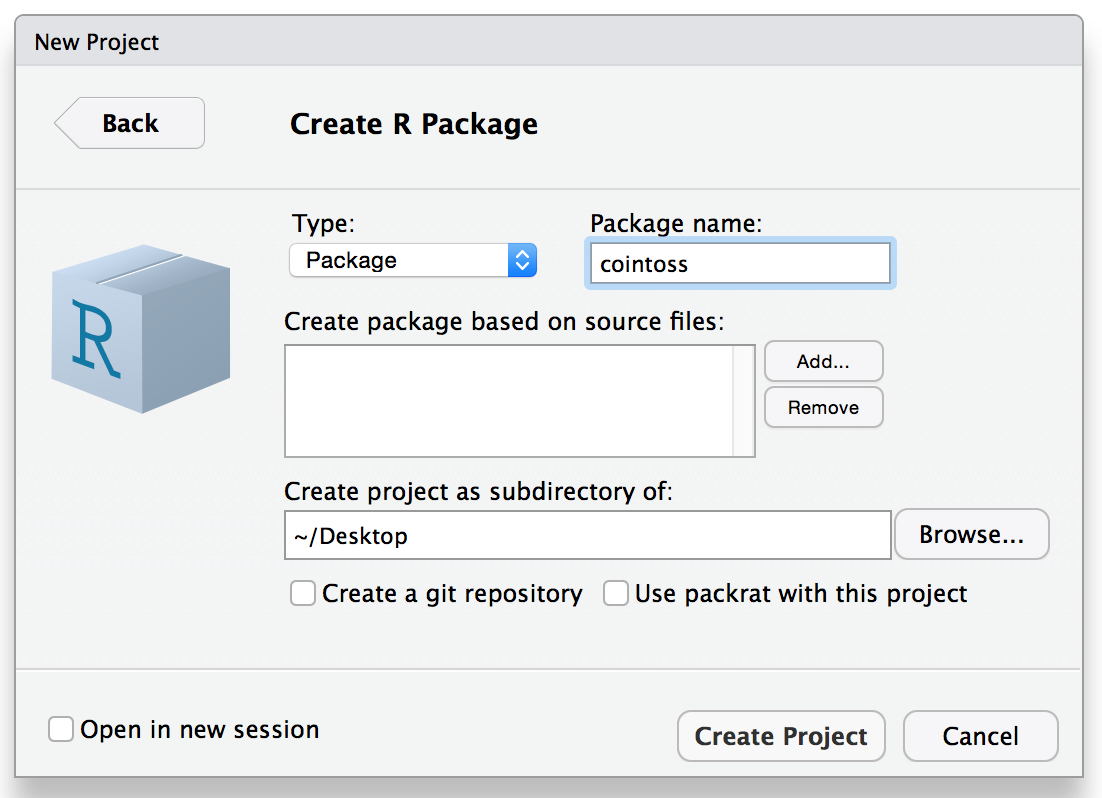 New Project
Back
Create R Package
R
Type:
Package name:
Package
cointoss
Create package based on source files:
Add...
Remove
Create project as subdirectory of:
~/Desktop
Browse...
Create a git repository
Use packrat with this project
Open in new session
Create Project
Cancel